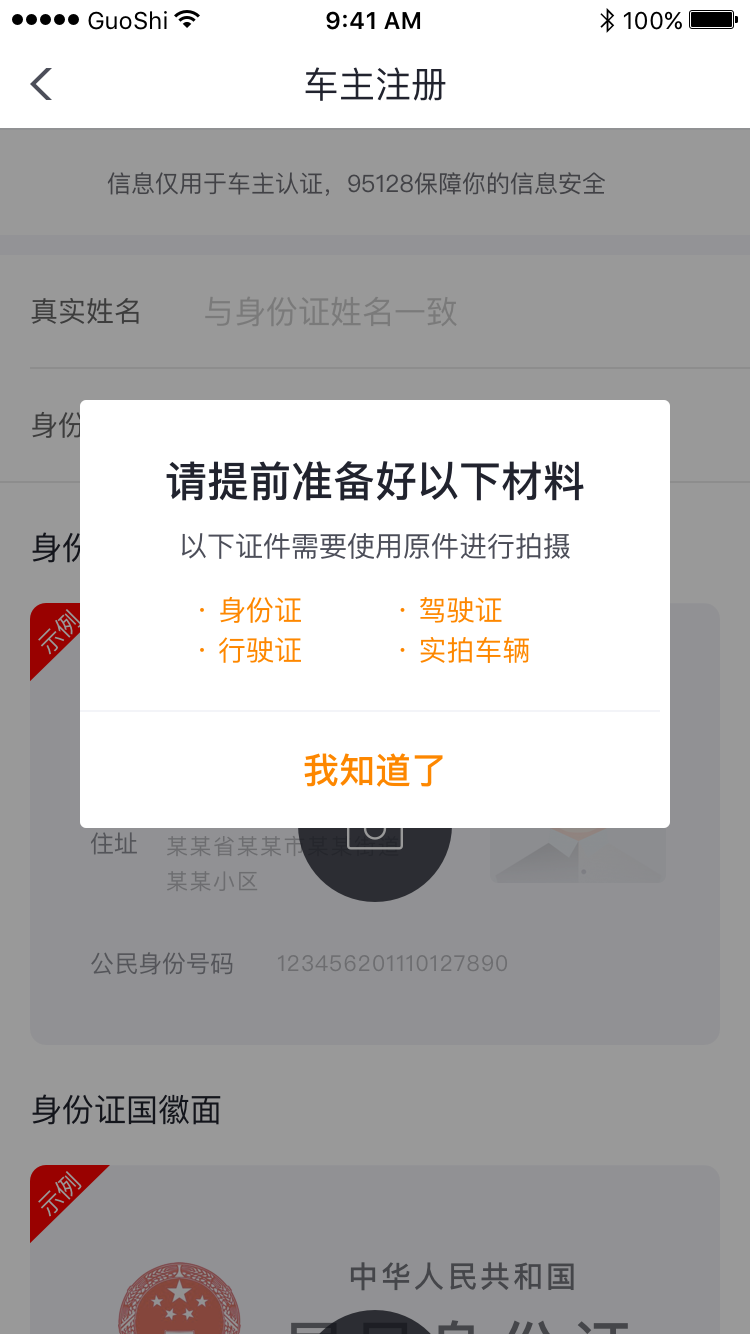 GuoShi 9:41 AM 100%
车主注册
信息仅用于车主认证，95128保障你的信息安全
真实姓名 与身份证姓名一致
身份
请提前准备好以下材料
以下证件需要使用原件进行拍摄
· 身份证 · 驾驶证
· 行驶证 · 实拍车辆
我知道了
身份
示例
住址 某某省某某市某某街道
某某小区
公民身份号码 123456201110127890
身份证国徽面
示例
中华人民共和国